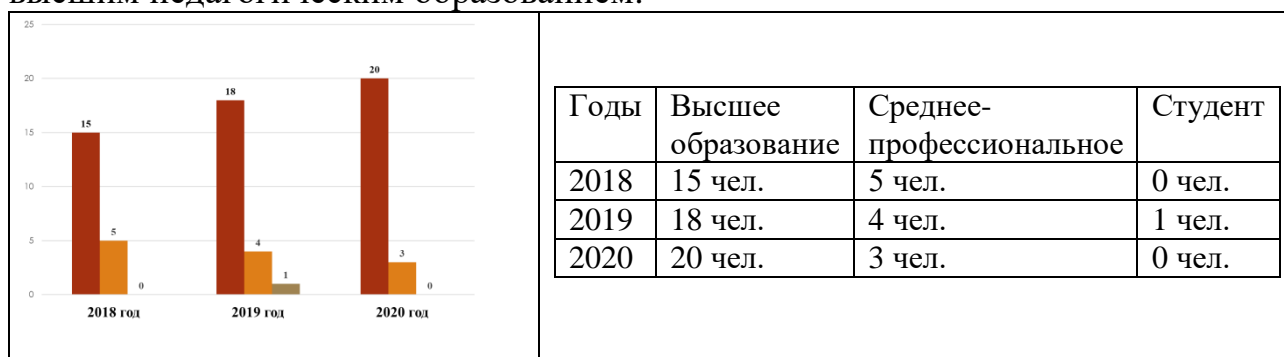 высшим педагогическим образованием.
25
20
15
10
5
0
15
5
0
18
4
1
20
3
0
2018 год 2019 год 2020 год
Годы Высшее образование Среднее-профессиональное Студент
2018 15 чел. 5 чел. 0 чел.
2019 18 чел. 4 чел. 1 чел.
2020 20 чел. 3 чел. 0 чел.